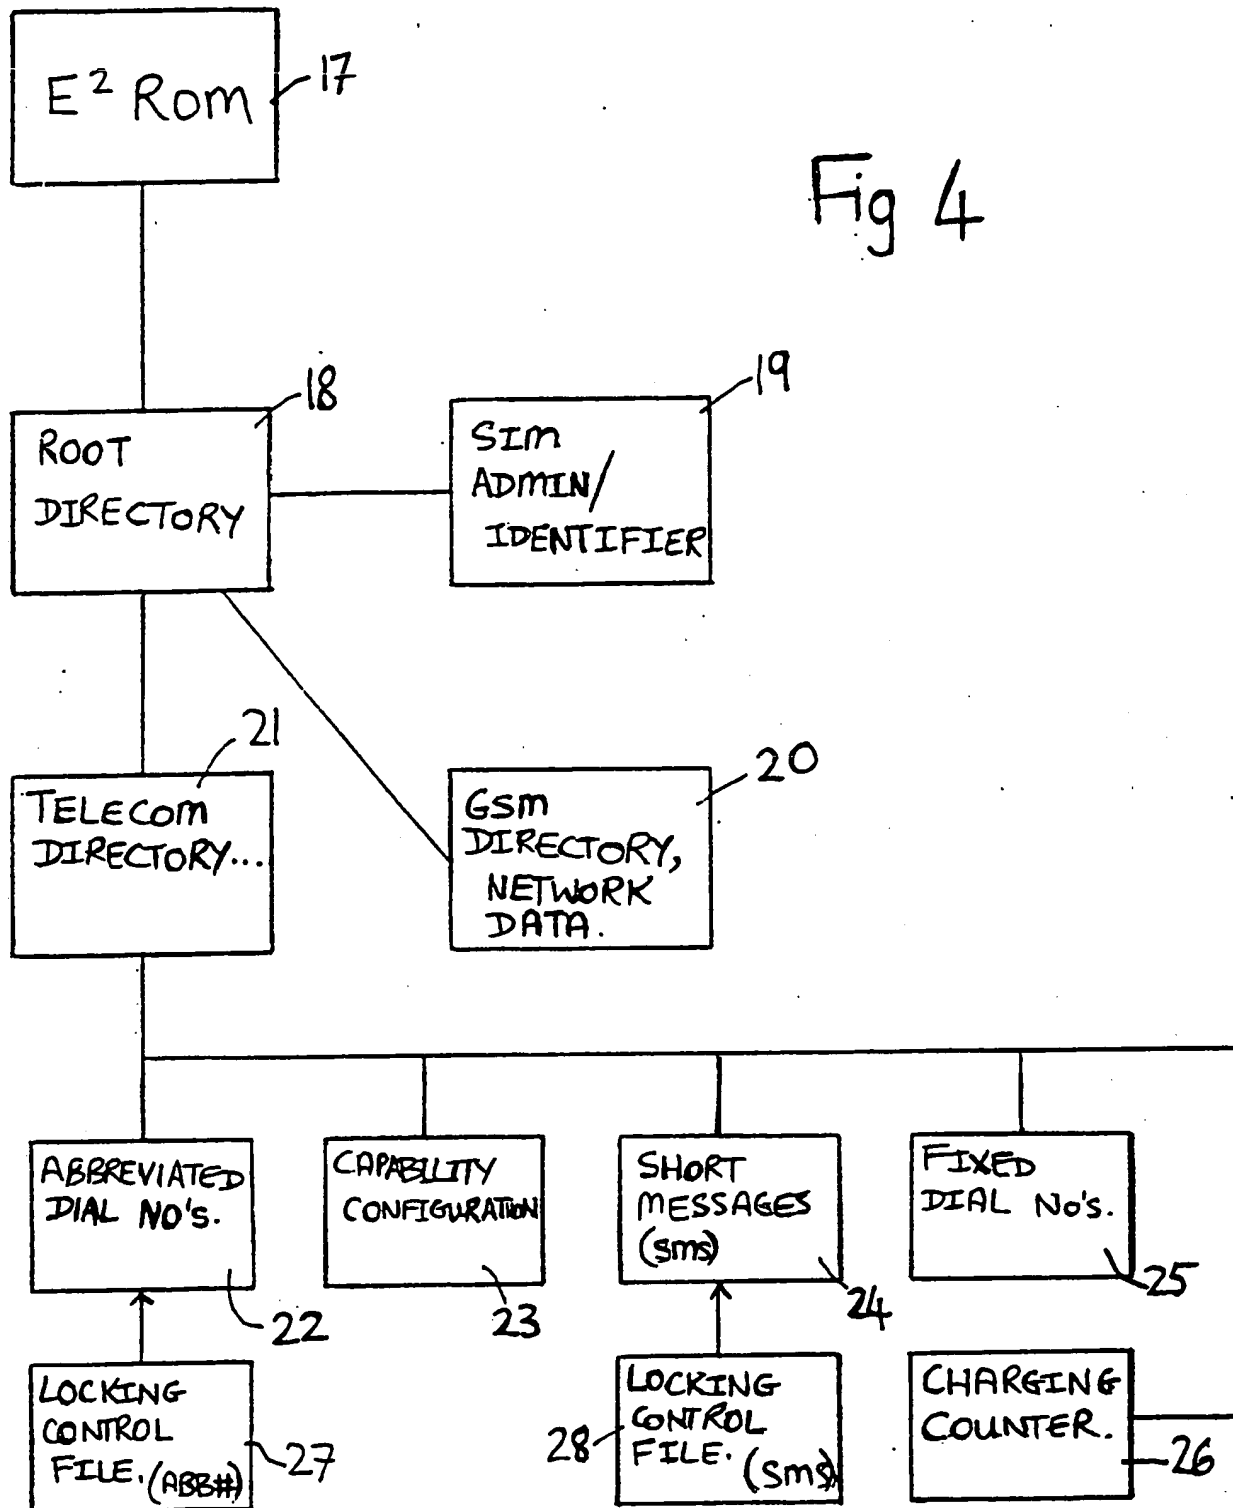 E² ROM
17
Fig 4
18
ROOT
DIRECTORY
19
SIM
ADMIN/
IDENTIFIER
21
TELECOM
DIRECTORY...
20
GSM
DIRECTORY,
NETWORK
DATA.
ABBREVIATED
DIAL NO's.
22
CAPABILITY
CONFIGURATION
23
SHORT
MESSAGES
(SMS)
24
FIXED
DIAL No's.
25
LOCKING
CONTROL
FILE. (ABB#)
27
28
LOCKING
CONTROL
FILE. (SMS)
CHARGING
COUNTER.
26